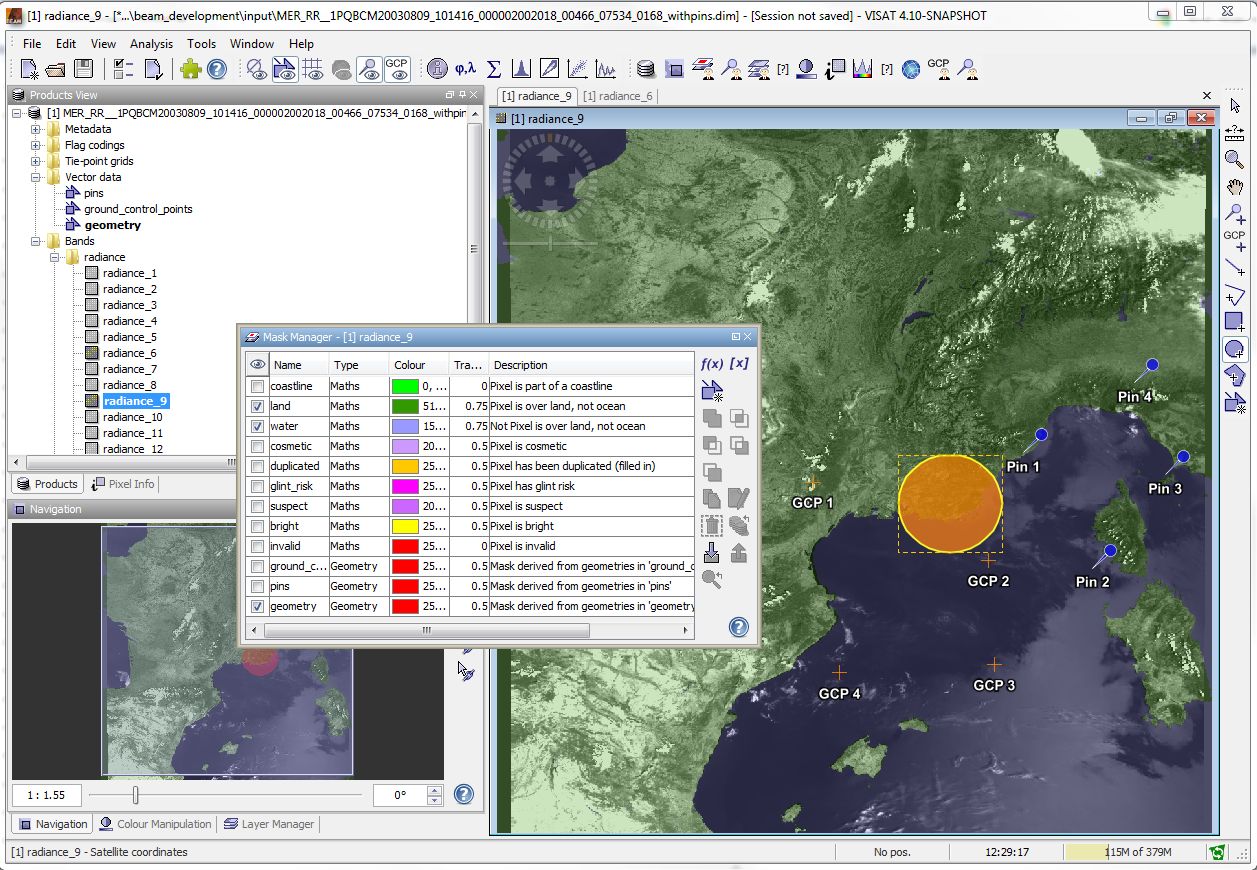 [1] radiance_9 - [*...\beam_development\input\MER_RR__1PQBCM20030809_101416_000002002018_00466_07534_0168_withpins.dim] - [Session not saved] - VISAT 4.10-SNAPSHOT
File Edit View Analysis Tools Window Help
GCP φ,λ Σ [?] [?] GCP
Products View
[1] MER_RR__1PQBCM20030809_101416_000002002018_00466_07534_0168_withpin
Metadata
Flag codings
Tie-point grids
Vector data
pins
ground_control_points
geometry
Bands
radiance
radiance_1
radiance_2
radiance_3
radiance_4
radiance_5
radiance_6
radiance_7
radiance_8
radiance_9
radiance_10
radiance_11
radiance_12
Products Pixel Info
Navigation
1 : 1.55 0°
Navigation Colour Manipulation Layer Manager
[1] radiance_9 [1] radiance_6
[1] radiance_9
Mask Manager - [1] radiance_9
Name Type Colour Tra... Description
coastline Maths 0, ... 0 Pixel is part of a coastline
land Maths 51... 0.75 Pixel is over land, not ocean
water Maths 15... 0.75 Not Pixel is over land, not ocean
cosmetic Maths 20... 0.5 Pixel is cosmetic
duplicated Maths 25... 0.5 Pixel has been duplicated (filled in)
glint_risk Maths 25... 0.5 Pixel has glint risk
suspect Maths 20... 0.5 Pixel is suspect
bright Maths 25... 0.5 Pixel is bright
invalid Maths 25... 0 Pixel is invalid
ground_c... Geometry 25... 0.5 Mask derived from geometries in 'ground_c
pins Geometry 25... 0.5 Mask derived from geometries in 'pins'
geometry Geometry 25... 0.5 Mask derived from geometries in 'geometry
f(x) [x]
Pin 4
Pin 1
Pin 3
GCP 1
GCP 2
Pin 2
GCP 3
GCP 4
GCP
[1] radiance_9 - Satellite coordinates No pos. 12:29:17 115M of 379M